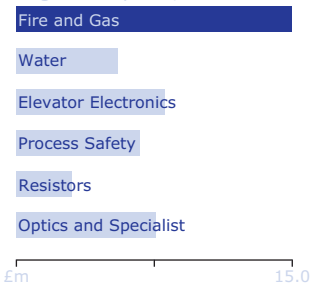 Fire and Gas
Water
Elevator Electronics
Process Safety
Resistors
Optics and Specialist
£m 15.0